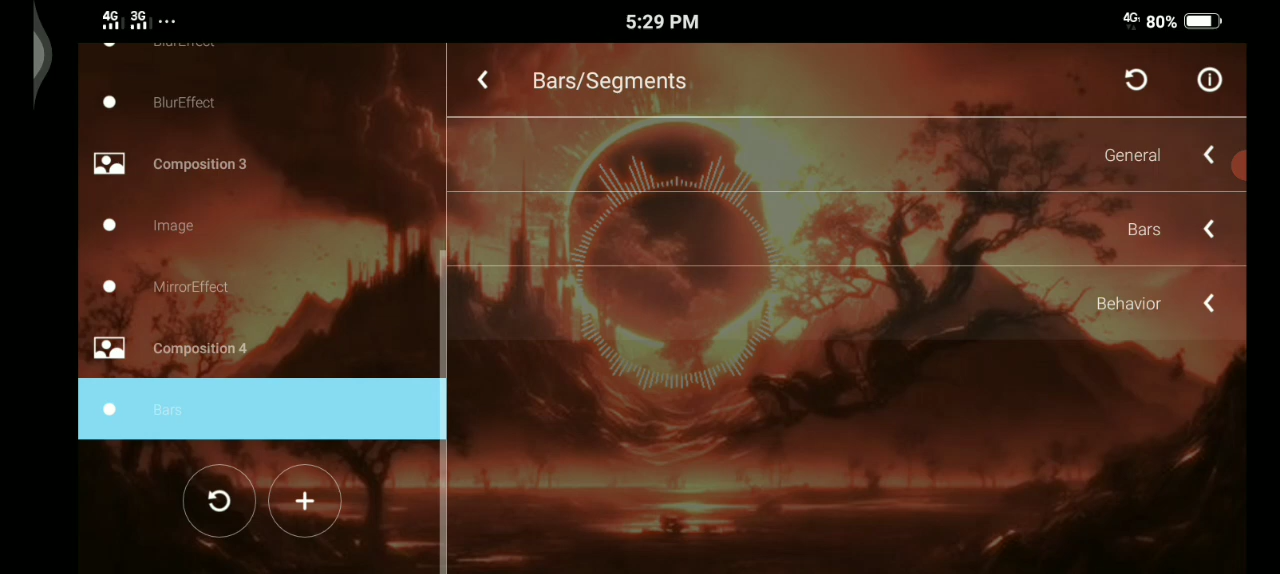 4G 3G ...
5:29 PM
4G 80%
BlurEffect
BlurEffect
Composition 3
Image
MirrorEffect
Composition 4
Bars
Bars/Segments
General
Bars
Behavior